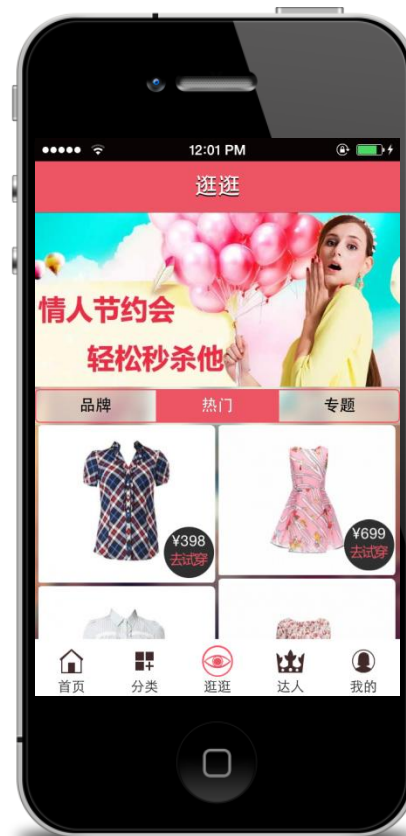 12:01 PM
逛逛
情人节约会
轻松秒杀他
品牌
热门
专题
¥398
去试穿
¥699
去试穿
首页
分类
逛逛
达人
我的